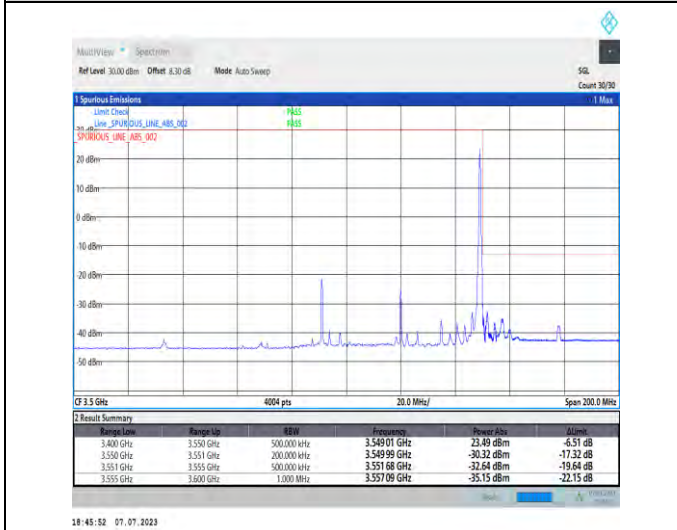 MultiView Spectrum
Ref Level 30.00 dBm Offset 8.30 dB Mode Auto Sweep SGL
Count 30/30
1 Spurious Emissions 1 Max
Limit Check PASS
Line _SPURIOUS_LINE_ABS_002 PASS
_SPURIOUS_LINE_ABS_002
20 dBm
10 dBm
0 dBm
-10 dBm
-20 dBm
-30 dBm
-40 dBm
-50 dBm
CF 3.5 GHz 4004 pts 20.0 MHz/ Span 200.0 MHz
2 Result Summary
Range Low Range Up RBW Frequency Power Abs ΔLimit
3.400 GHz 3.550 GHz 500.000 kHz 3.549 01 GHz 23.49 dBm -6.51 dB
3.550 GHz 3.551 GHz 200.000 kHz 3.549 99 GHz -30.32 dBm -17.32 dB
3.551 GHz 3.555 GHz 500.000 kHz 3.551 68 GHz -32.64 dBm -19.64 dB
3.555 GHz 3.600 GHz 1.000 MHz 3.557 09 GHz -35.15 dBm -22.15 dB
18:45:52 07.07.2023